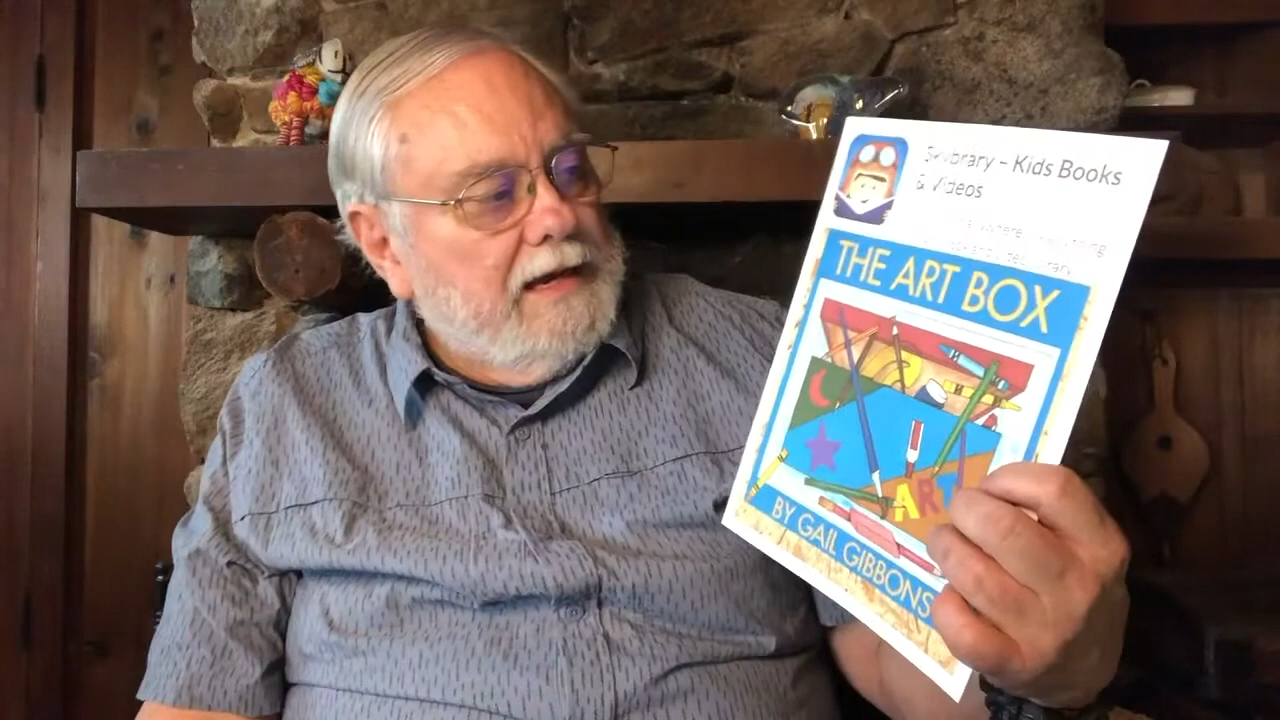 Skybrary – Kids Books
& Videos
THE ART BOX
ART
BY GAIL GIBBONS